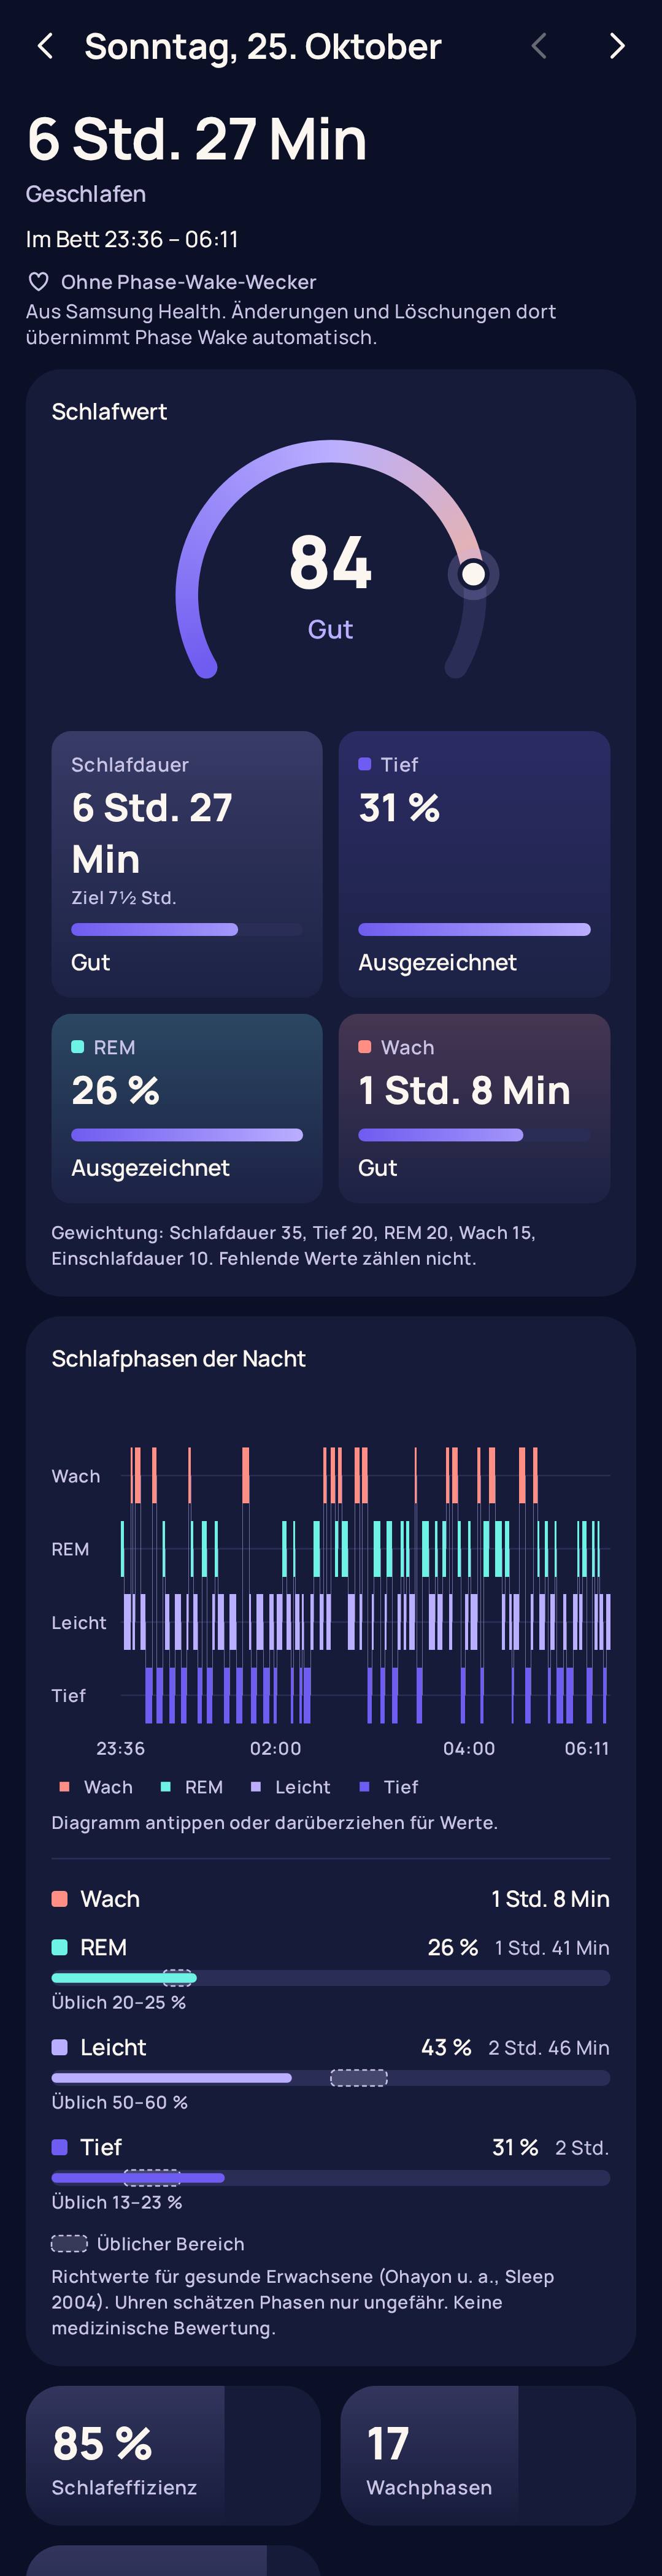 Sonntag, 25. Oktober
6 Std. 27 Min
Geschlafen
Im Bett 23:36 – 06:11
Ohne Phase-Wake-Wecker
Aus Samsung Health. Änderungen und Löschungen dort
übernimmt Phase Wake automatisch.
Schlafwert
84
Gut
Schlafdauer
6 Std. 27
Min
Ziel 7½ Std.
Gut
Tief
31 %
Ausgezeichnet
REM
26 %
Ausgezeichnet
Wach
1 Std. 8 Min
Gut
Gewichtung: Schlafdauer 35, Tief 20, REM 20, Wach 15,
Einschlafdauer 10. Fehlende Werte zählen nicht.
Schlafphasen der Nacht
Wach
REM
Leicht
Tief
23:36 02:00 04:00 06:11
Wach REM Leicht Tief
Diagramm antippen oder darüberziehen für Werte.
Wach 1 Std. 8 Min
REM 26 % 1 Std. 41 Min
Üblich 20–25 %
Leicht 43 % 2 Std. 46 Min
Üblich 50–60 %
Tief 31 % 2 Std.
Üblich 13–23 %
Üblicher Bereich
Richtwerte für gesunde Erwachsene (Ohayon u. a., Sleep
2004). Uhren schätzen Phasen nur ungefähr. Keine
medizinische Bewertung.
85 %
Schlafeffizienz
17
Wachphasen